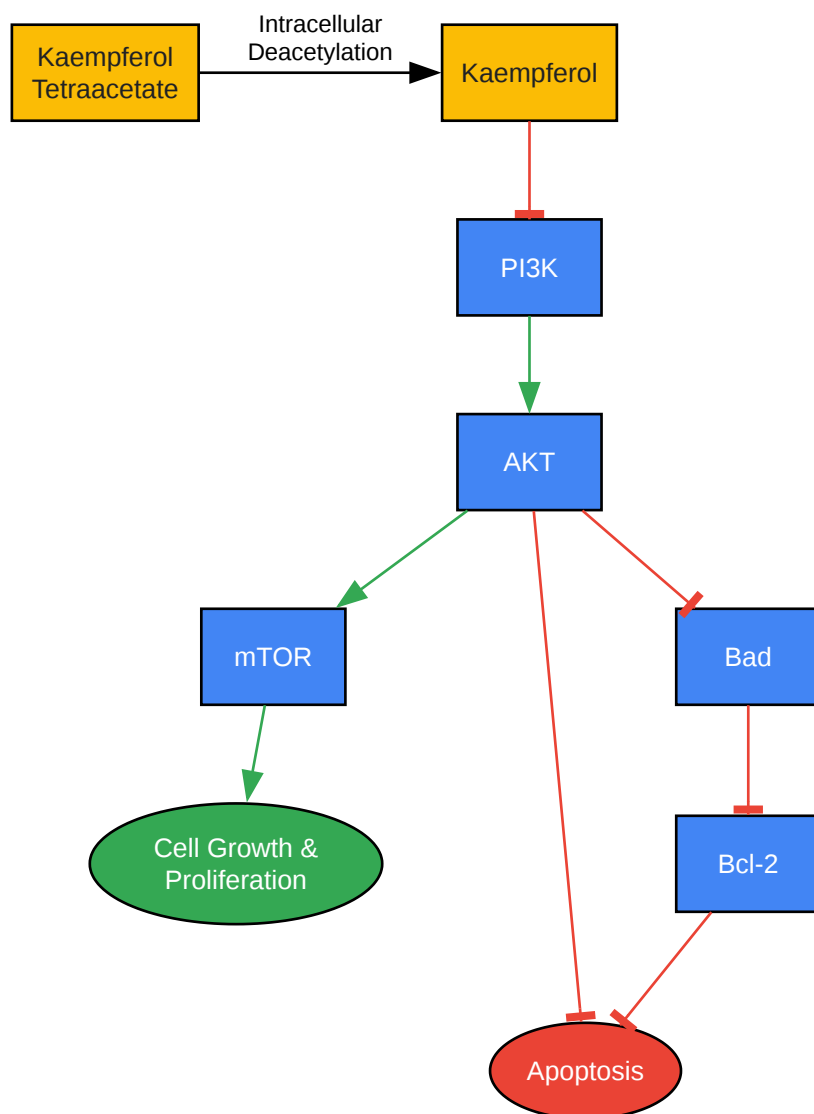 Intracellular
Deacetylation
Kaempferol
Tetraacetate
Kaempferol
PI3K
AKT
mTOR
Bad
Cell Growth &
Proliferation
Bcl-2
Apoptosis